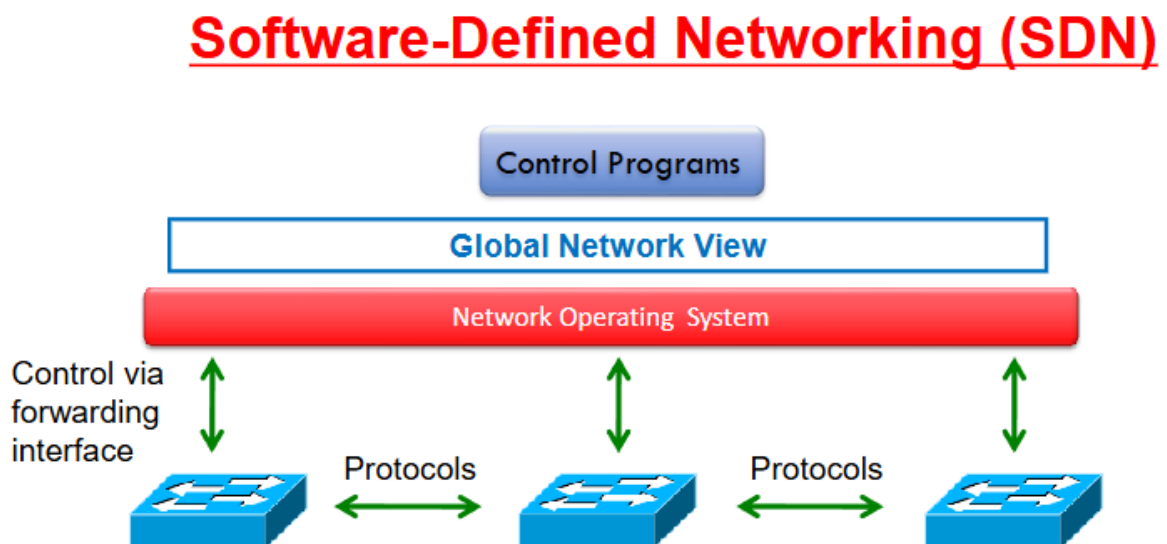 Software-Defined Networking (SDN)
Control Programs
Global Network View
Network Operating System
Control via
forwarding
interface
Protocols
Protocols